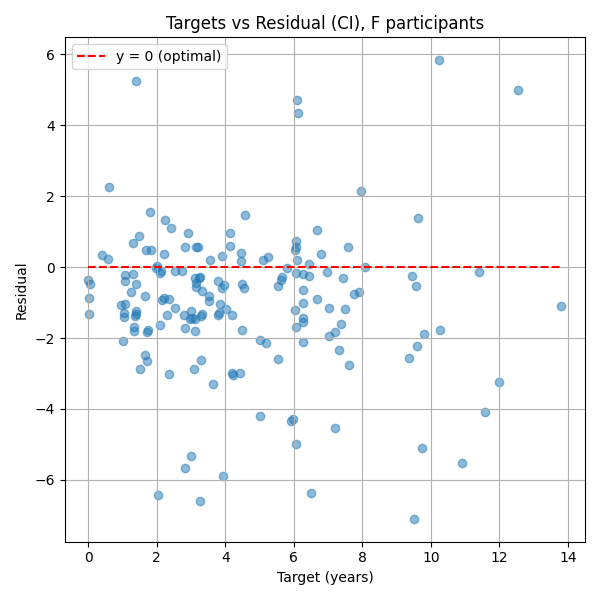 Targets vs Residual (CI), F participants
y = 0 (optimal)
6
4
2
0
−2
−4
−6
Residual
0 2 4 6 8 10 12 14
Target (years)